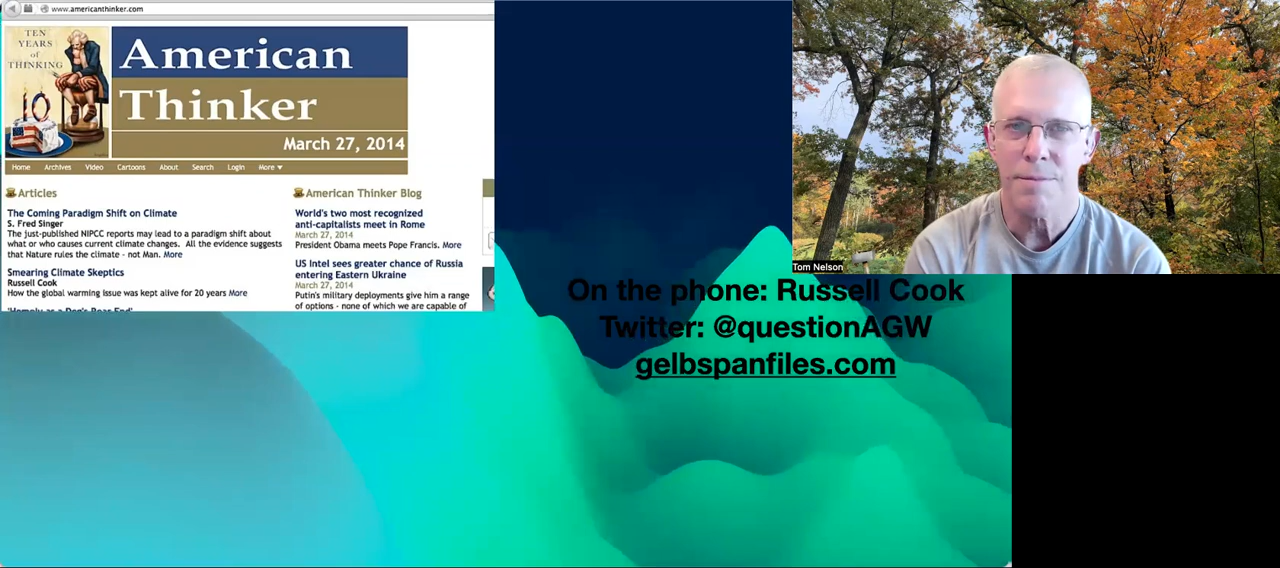 www.americanthinker.com
TEN
YEARS
of
THINKING
American
Thinker
March 27, 2014
Home Archives Video Cartoons About Search Login More
Articles
The Coming Paradigm Shift on Climate
S. Fred Singer
The just-published NIPCC reports may lead to a paradigm shift about
what or who causes current climate changes. All the evidence suggests
that Nature rules the climate - not Man. More
Smearing Climate Skeptics
Russell Cook
How the global warming issue was kept alive for 20 years More
'Homely as a Dog's Rear End'
American Thinker Blog
World's two most recognized
anti-capitalists meet in Rome
March 27, 2014
President Obama meets Pope Francis. More
US Intel sees greater chance of Russia
entering Eastern Ukraine
March 27, 2014
Putin's military deployments give him a range
of options - none of which we are capable of
Tom Nelson
On the phone: Russell Cook
Twitter: @questionAGW
gelbspanfiles.com